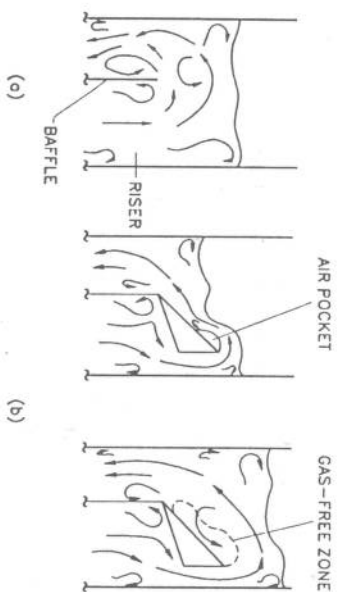 (a)
BAFFLE
RISER
AIR POCKET
(b)
GAS-FREE ZONE